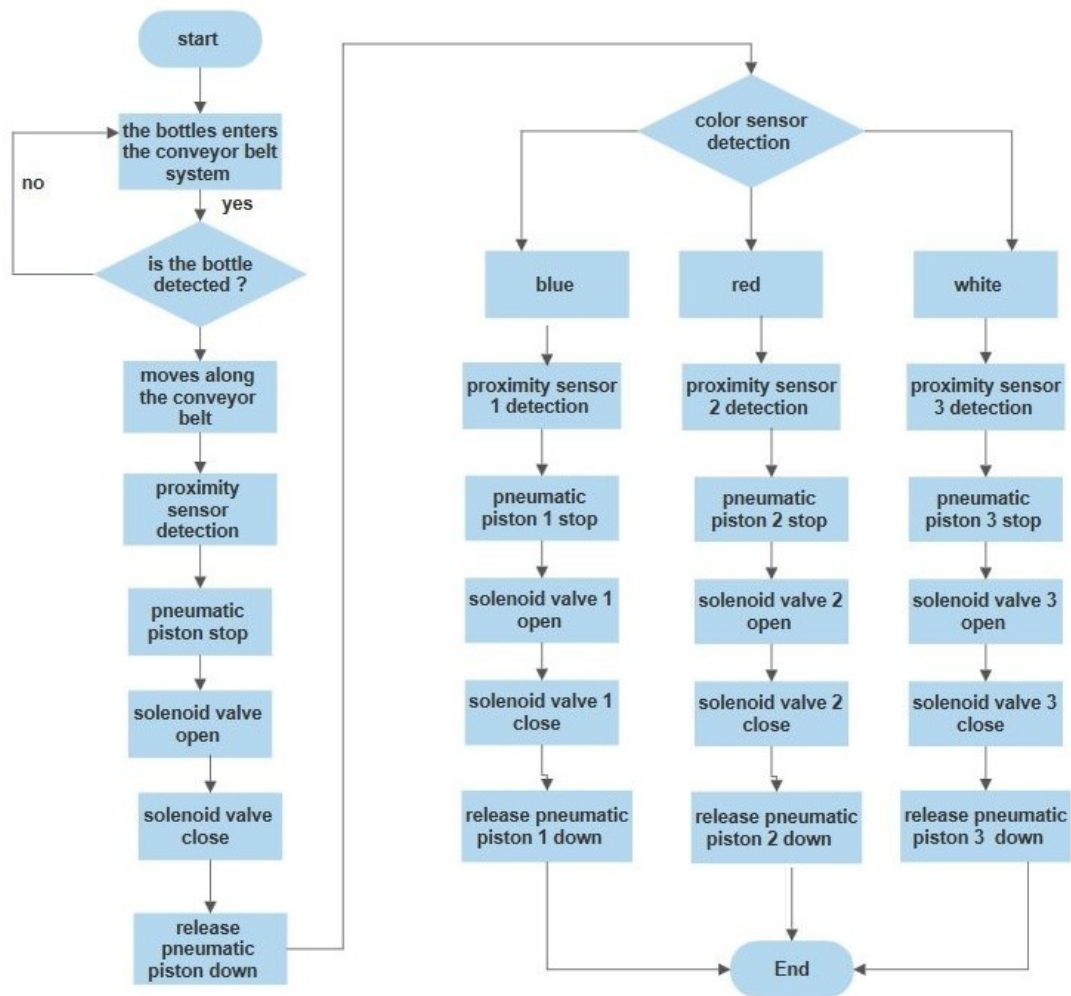 start
the bottles enters
the conveyor belt
system
no
yes
is the bottle
detected ?
moves along
the conveyor
belt
proximity
sensor
detection
pneumatic
piston stop
solenoid valve
open
solenoid valve
close
release
pneumatic
piston down
color sensor
detection
blue
proximity sensor
1 detection
pneumatic
piston 1 stop
solenoid valve 1
open
solenoid valve 1
close
release pneumatic
piston 1 down
red
proximity sensor
2 detection
pneumatic
piston 2 stop
solenoid valve 2
open
solenoid valve 2
close
release pneumatic
piston 2 down
white
proximity sensor
3 detection
pneumatic
piston 3 stop
solenoid valve 3
open
solenoid valve 3
close
release pneumatic
piston 3 down
End